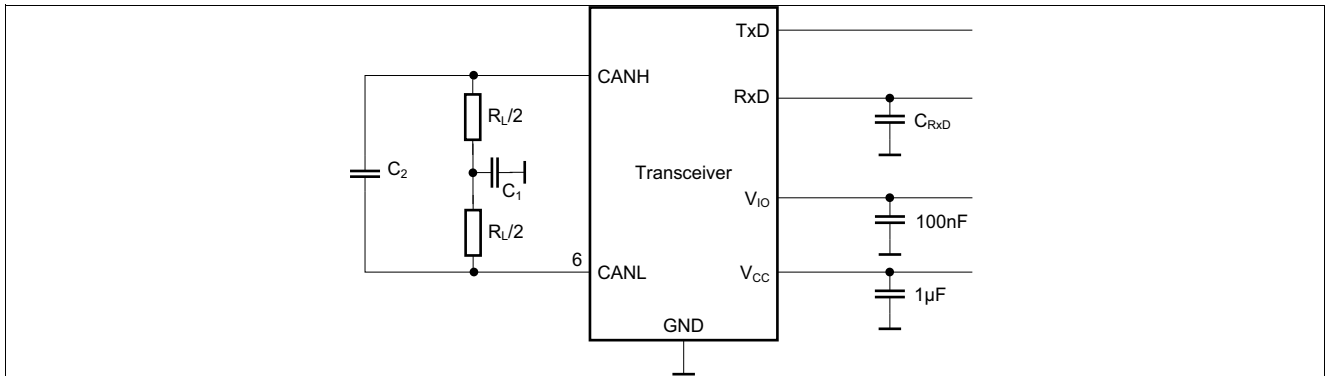 TxD
CANH
RxD
R_L/2
C_RxD
C_2
Transceiver
C_1
V_IO
100nF
R_L/2
6
CANL
V_CC
1µF
GND